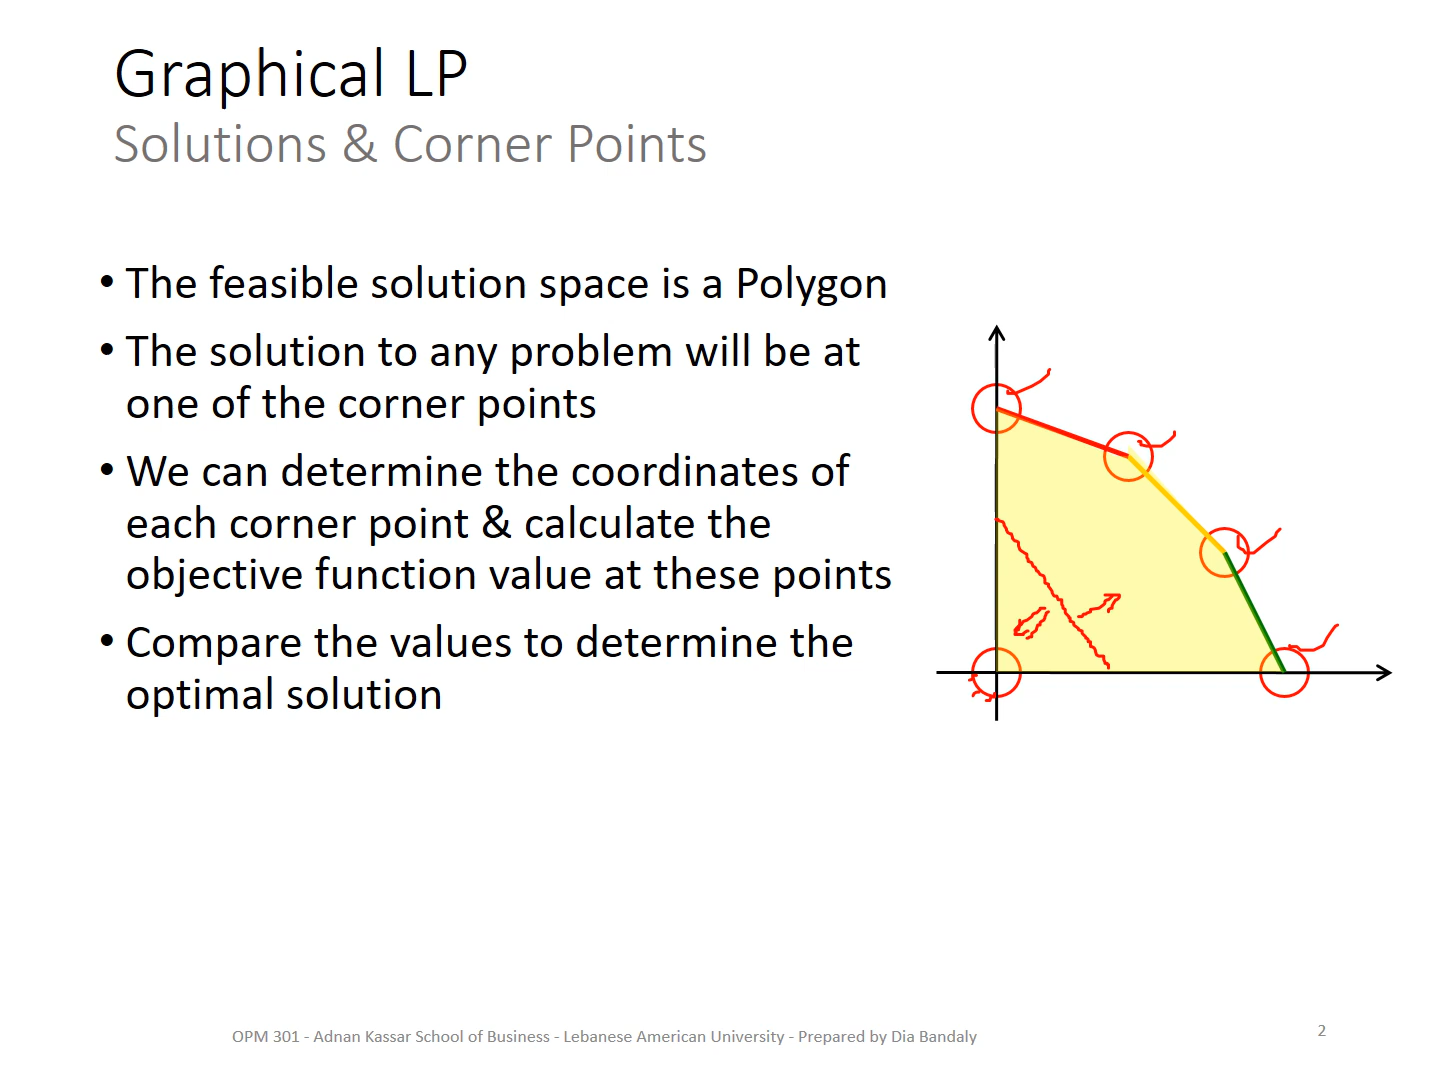 Graphical LP
Solutions & Corner Points
• The feasible solution space is a Polygon
• The solution to any problem will be at
one of the corner points
• We can determine the coordinates of
each corner point & calculate the
objective function value at these points
• Compare the values to determine the
optimal solution
OPM 301 - Adnan Kassar School of Business - Lebanese American University - Prepared by Dia Bandaly
2